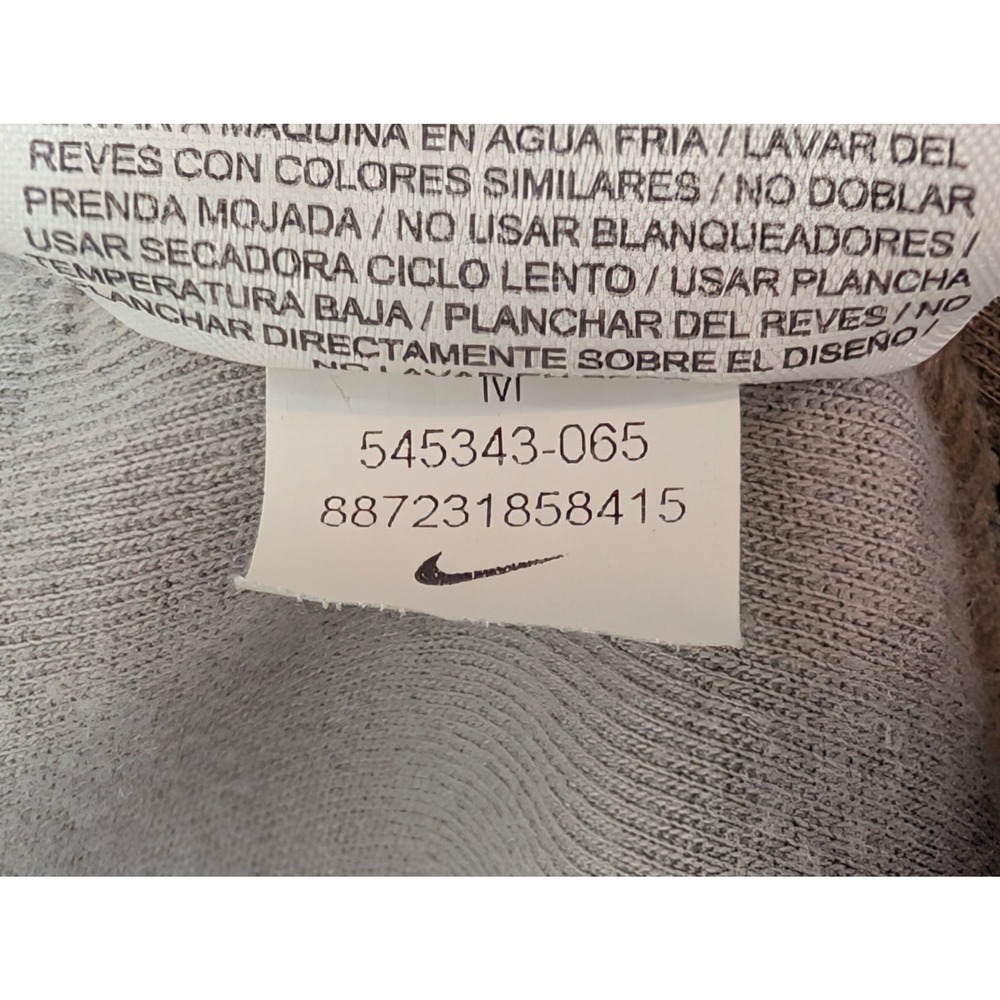 A MAQUINA EN AGUA FRIA / LAVAR DEL
REVES CON COLORES SIMILARES / NO DOBLAR
PRENDA MOJADA / NO USAR BLANQUEADORES /
USAR SECADORA CICLO LENTO / USAR PLANCHA
TEMPERATURA BAJA / PLANCHAR DEL REVES / NO
PLANCHAR DIRECTAMENTE SOBRE EL DISEÑO /
M
545343-065
887231858415